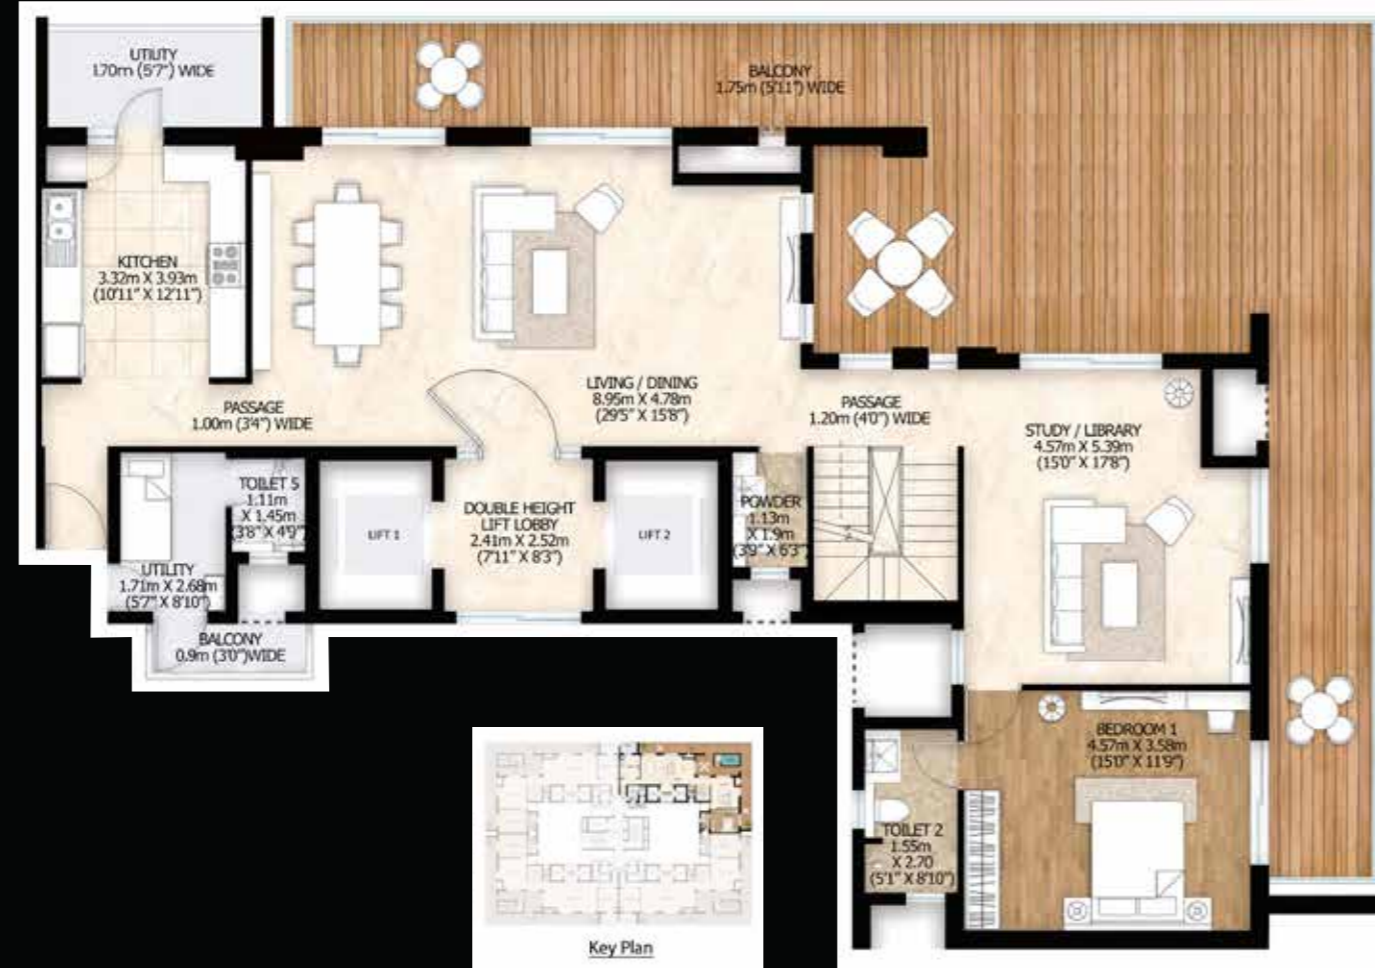 UTILITY
1.70m (5'7") WIDE
BALCONY
1.75m (5'11") WIDE
KITCHEN
3.32m X 3.93m
(10'11" X 12'11")
LIVING / DINING
8.95m X 4.78m
(29'5" X 15'8")
PASSAGE
1.00m (3'4") WIDE
PASSAGE
1.20m (4'0") WIDE
STUDY / LIBRARY
4.57m X 5.39m
(15'0" X 17'8")
TOILET 5
1.11m
X 1.45m
(3'8" X 4'9")
LIFT 1
DOUBLE HEIGHT
LIFT LOBBY
2.41m X 2.52m
(7'11" X 8'3")
LIFT 2
POWDER
1.13m
X 1.9m
(3'9" X 6'3")
UTILITY
1.71m X 2.68m
(5'7" X 8'10")
BALCONY
0.9m (3'0")WIDE
BEDROOM 1
4.57m X 3.58m
(15'0" X 11'9")
TOILET 2
1.55m
X 2.70
(5'1" X 8'10")
Key Plan